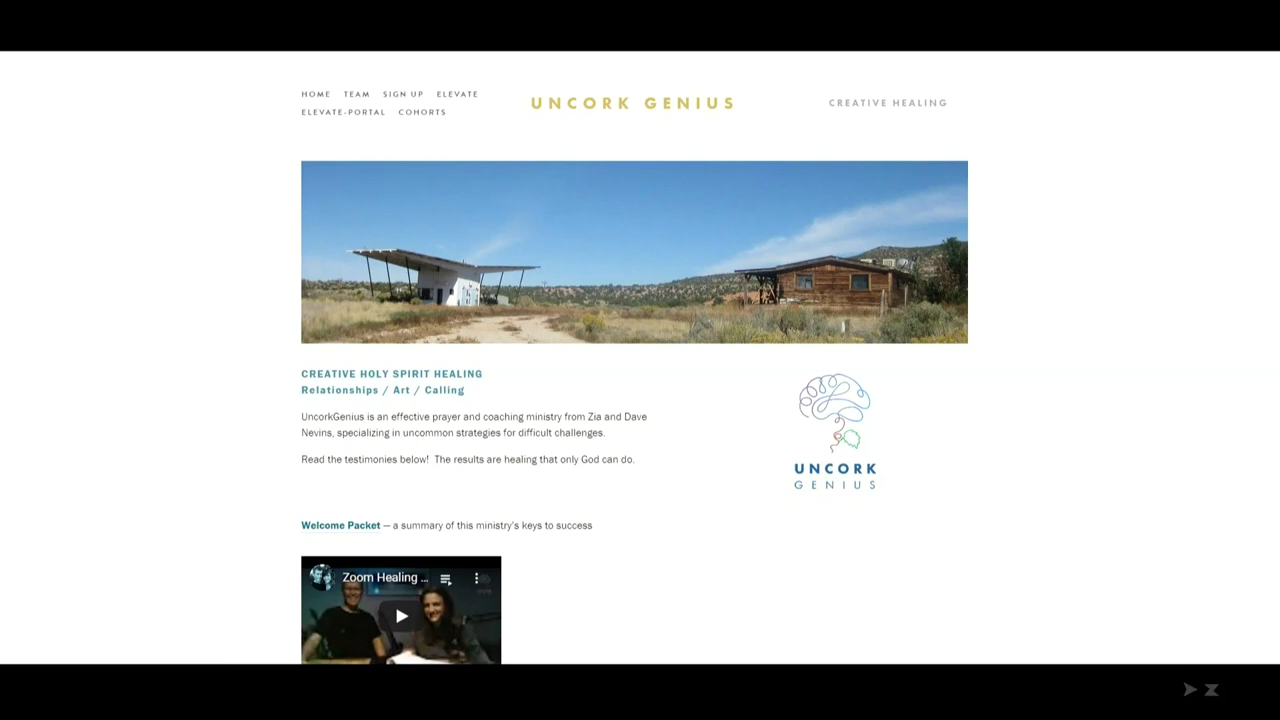 HOME TEAM SIGN UP ELEVATE
ELEVATE-PORTAL COHORTS
UNCORK GENIUS
CREATIVE HEALING
CREATIVE HOLY SPIRIT HEALING
Relationships / Art / Calling
UncorkGenius is an effective prayer and coaching ministry from Zia and Dave
Nevins, specializing in uncommon strategies for difficult challenges.
Read the testimonies below! The results are healing that only God can do.
UNCORK
GENIUS
Welcome Packet — a summary of this ministry's keys to success
Zoom Healing ...